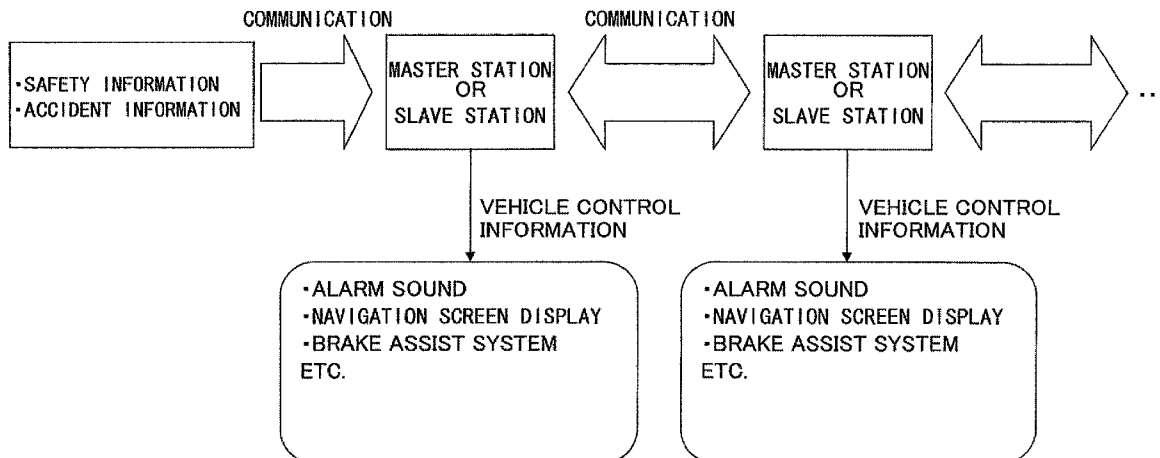 COMMUNICATION
COMMUNICATION
·SAFETY INFORMATION
·ACCIDENT INFORMATION
MASTER STATION
OR
SLAVE STATION
MASTER STATION
OR
SLAVE STATION
··
VEHICLE CONTROL
INFORMATION
VEHICLE CONTROL
INFORMATION
·ALARM SOUND
·NAVIGATION SCREEN DISPLAY
·BRAKE ASSIST SYSTEM
ETC.
·ALARM SOUND
·NAVIGATION SCREEN DISPLAY
·BRAKE ASSIST SYSTEM
ETC.